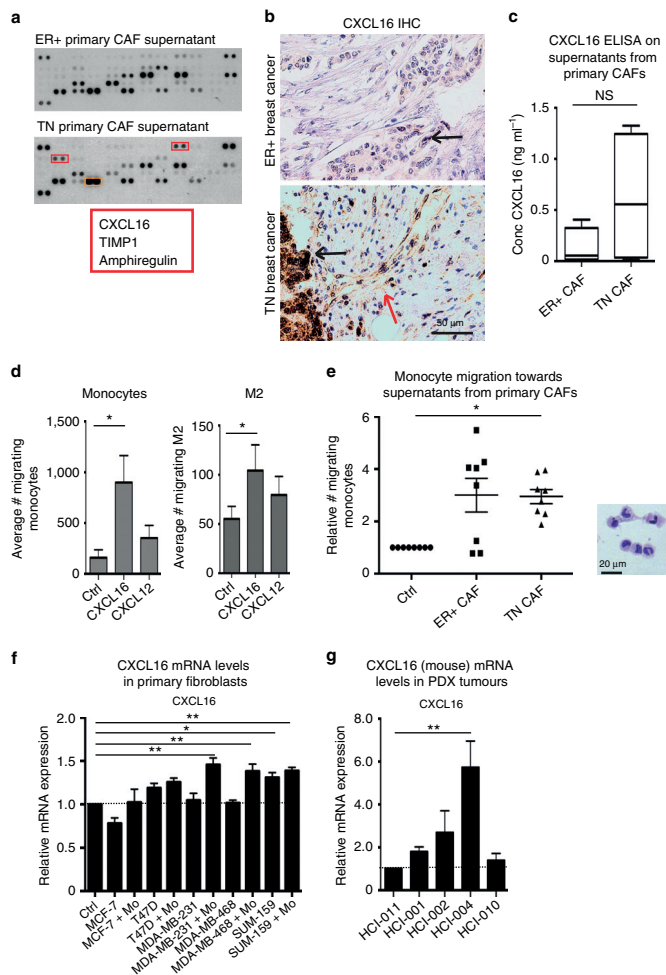 a
ER+ primary CAF supernatant
TN primary CAF supernatant
CXCL16
TIMP1
Amphiregulin
b
CXCL16 IHC
ER+ breast cancer
TN breast cancer
50 µm
c
CXCL16 ELISA on
supernatants from
primary CAFs
NS
Conc CXCL16 (ng ml⁻¹)
1.5
1.0
0.5
0.0
ER+ CAF
TN CAF
d
Monocytes
*
Average # migrating
monocytes
1,500
1,000
500
0
Ctrl
CXCL16
CXCL12
M2
*
Average # migrating M2
150
100
50
0
Ctrl
CXCL16
CXCL12
e
Monocyte migration towards
supernatants from primary CAFs
*
Relative # migrating
monocytes
6
4
2
0
Ctrl
ER+ CAF
TN CAF
20 µm
f
CXCL16 mRNA levels
in primary fibroblasts
CXCL16
**
*
**
**
Relative mRNA expression
2.0
1.5
1.0
0.5
0
Ctrl
MCF-7
MCF-7 + Mo
T47D
T47D + Mo
MDA-MB-231
MDA-MB-231 + Mo
MDA-MB-468
MDA-MB-468 + Mo
SUM-159
SUM-159 + Mo
g
CXCL16 (mouse) mRNA
levels in PDX tumours
CXCL16
**
Relative mRNA expression
8.0
6.0
4.0
2.0
0
HCI-011
HCI-001
HCI-002
HCI-004
HCI-010